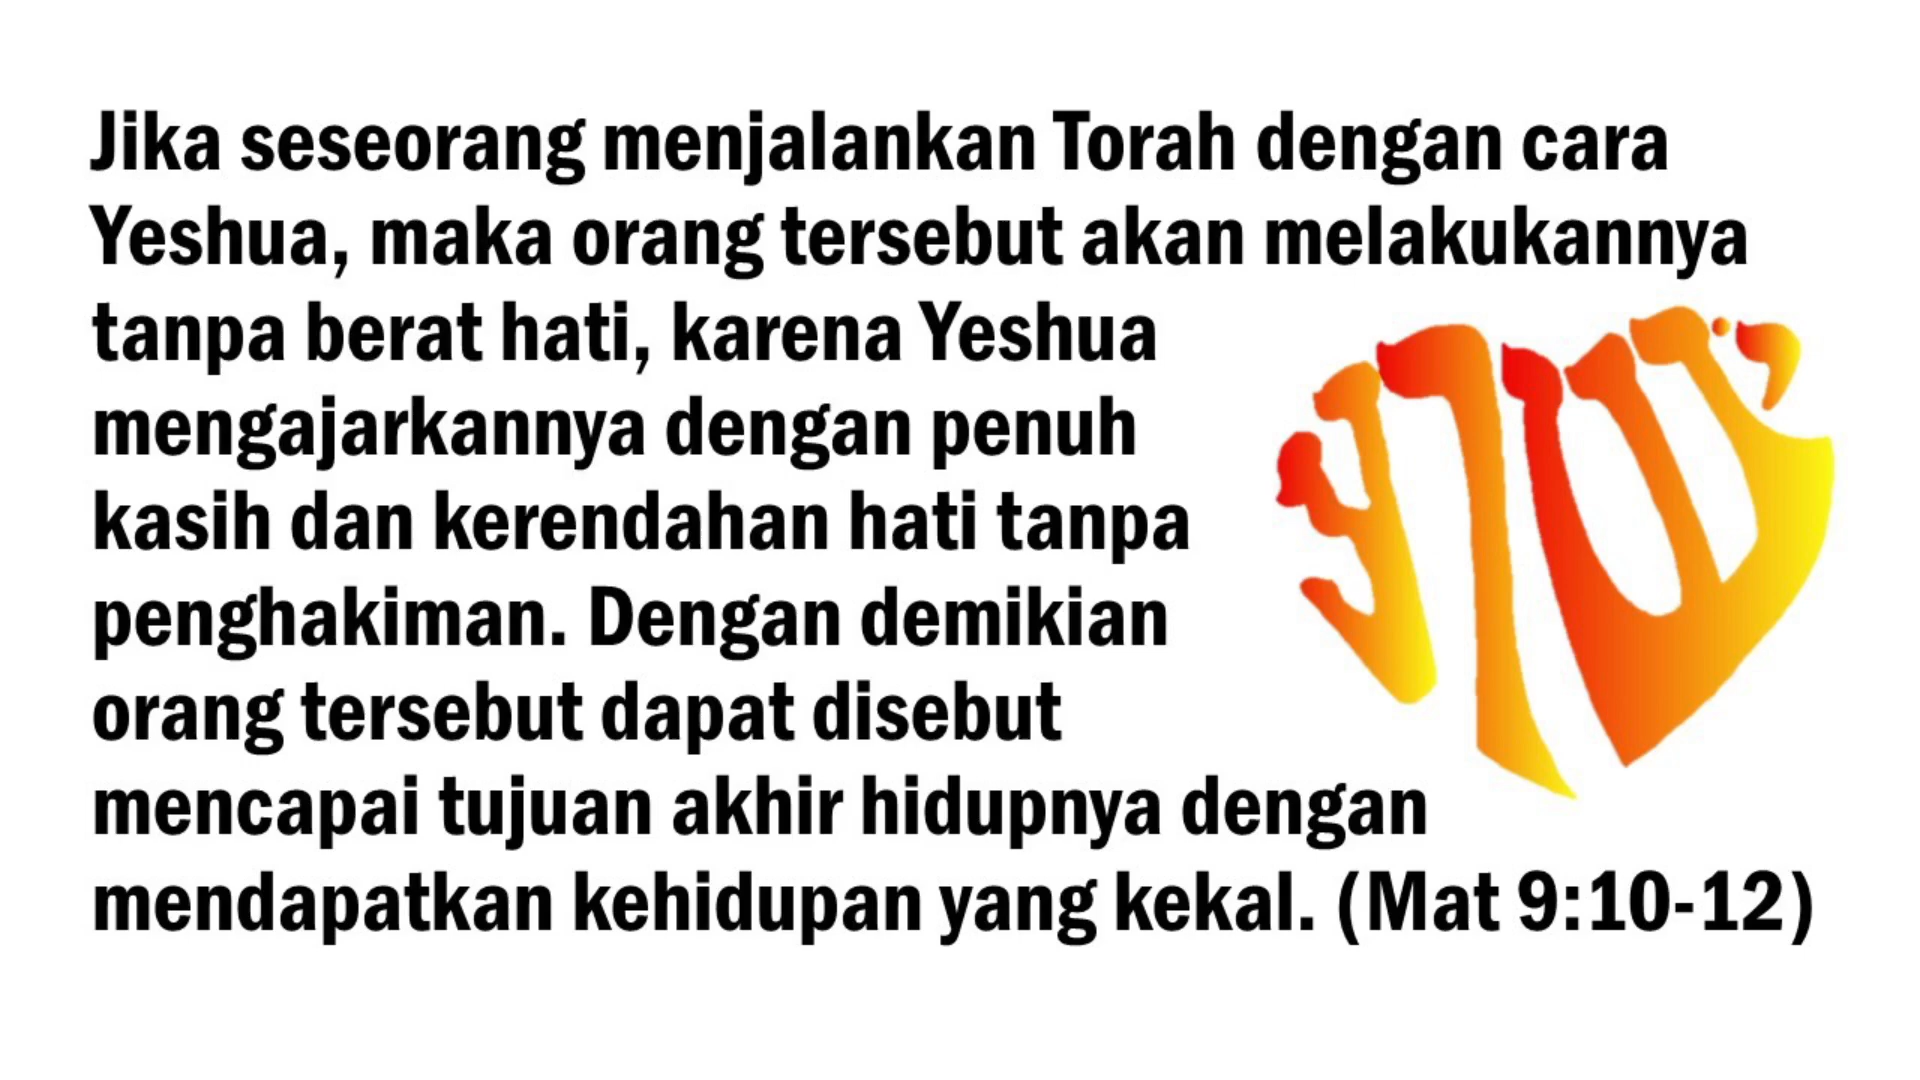 Jika seseorang menjalankan Torah dengan cara
Yeshua, maka orang tersebut akan melakukannya
tanpa berat hati, karena Yeshua
mengajarkannya dengan penuh
kasih dan kerendahan hati tanpa
penghakiman. Dengan demikian
orang tersebut dapat disebut
mencapai tujuan akhir hidupnya dengan
mendapatkan kehidupan yang kekal. (Mat 9:10-12)
ישוע